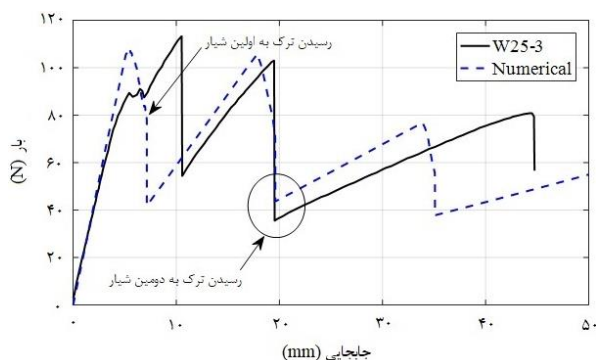 ۱۲۰
۱۰۰
۸۰
۶۰
۴۰
۲۰
۰
بار (N)
رسیدن ترک به اولین شیار
W25-3
Numerical
رسیدن ترک به دومین شیار
۰ ۱۰ ۲۰ ۳۰ ۴۰ ۵۰
جابجایی (mm)